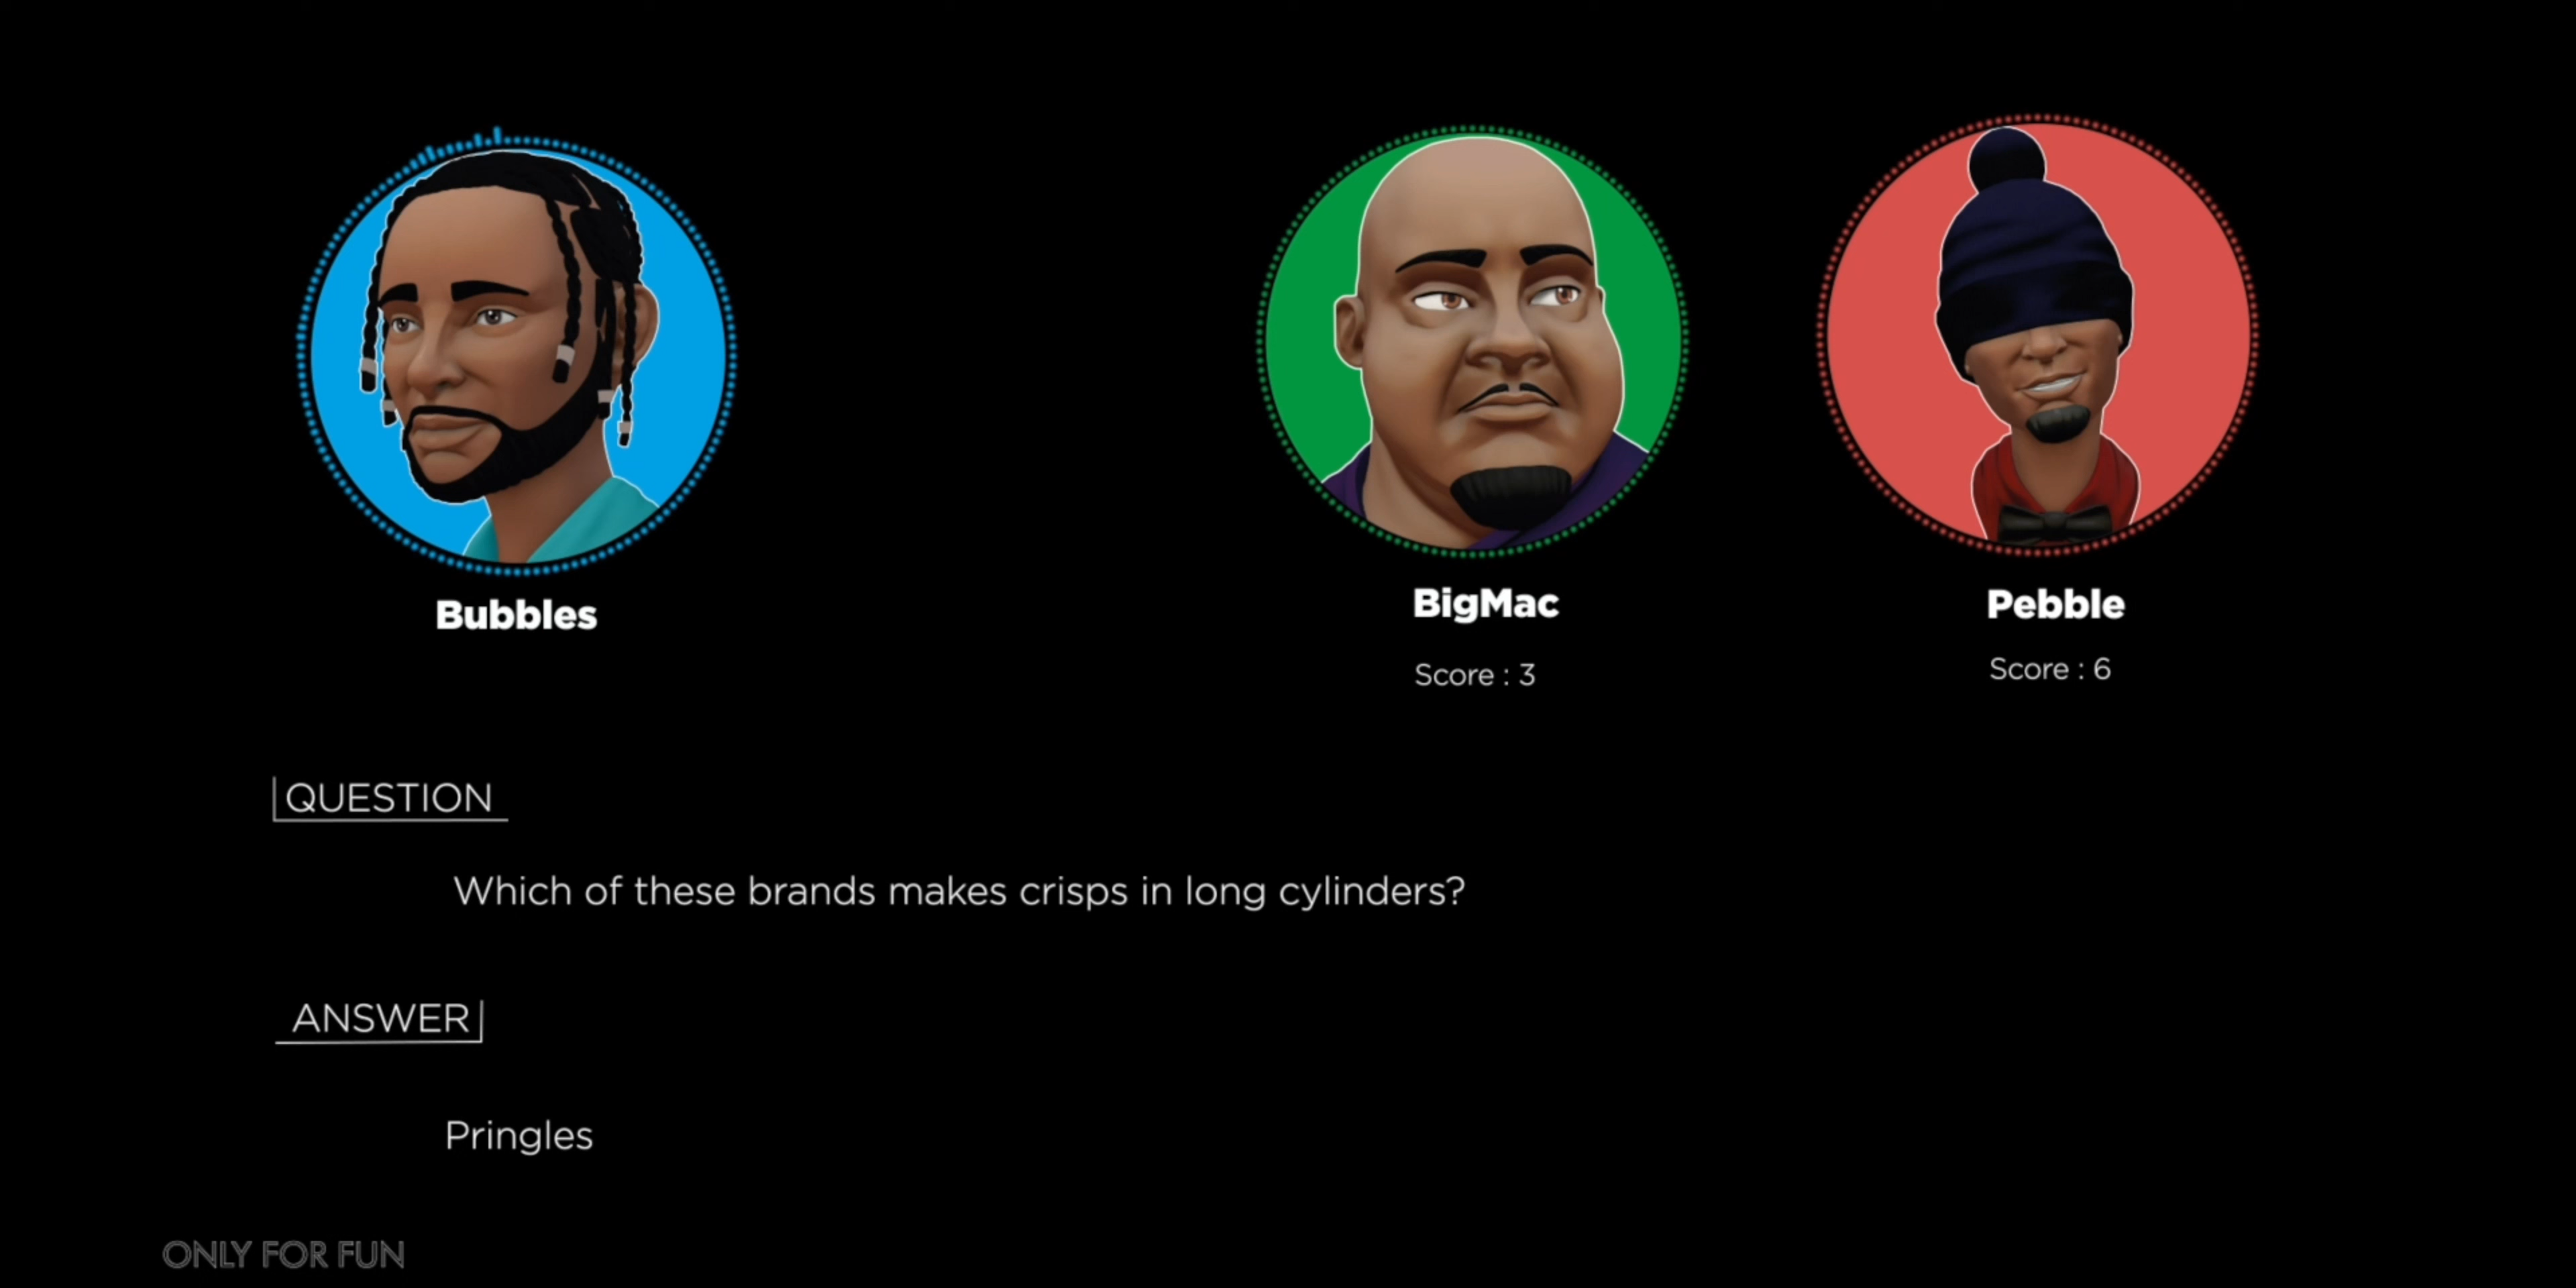 Bubbles
BigMac
Pebble
Score : 3
Score : 6
QUESTION
Which of these brands makes crisps in long cylinders?
ANSWER
Pringles
ONLY FOR FUN